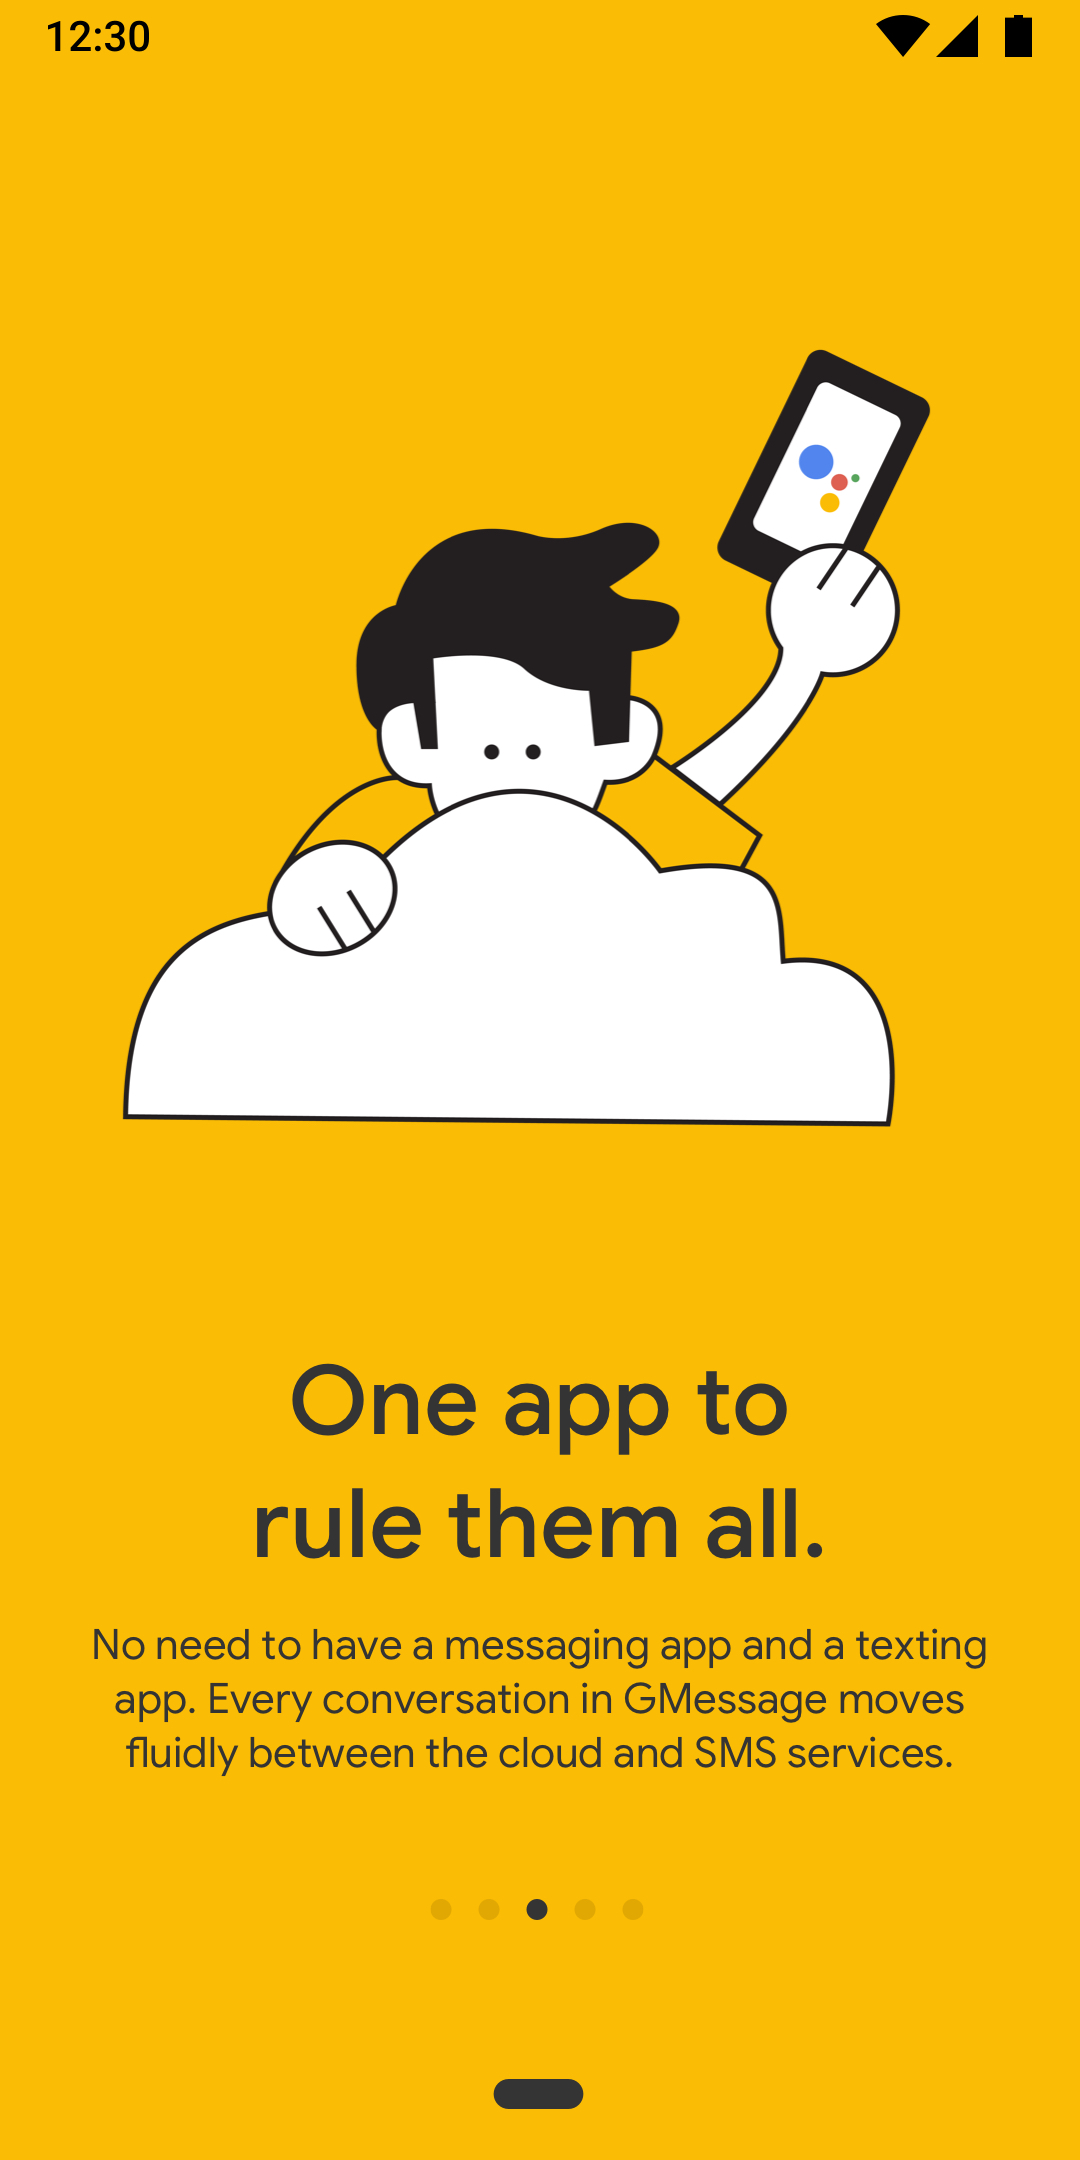 12:30
One app to
rule them all.
No need to have a messaging app and a texting
app. Every conversation in GMessage moves
fluidly between the cloud and SMS services.